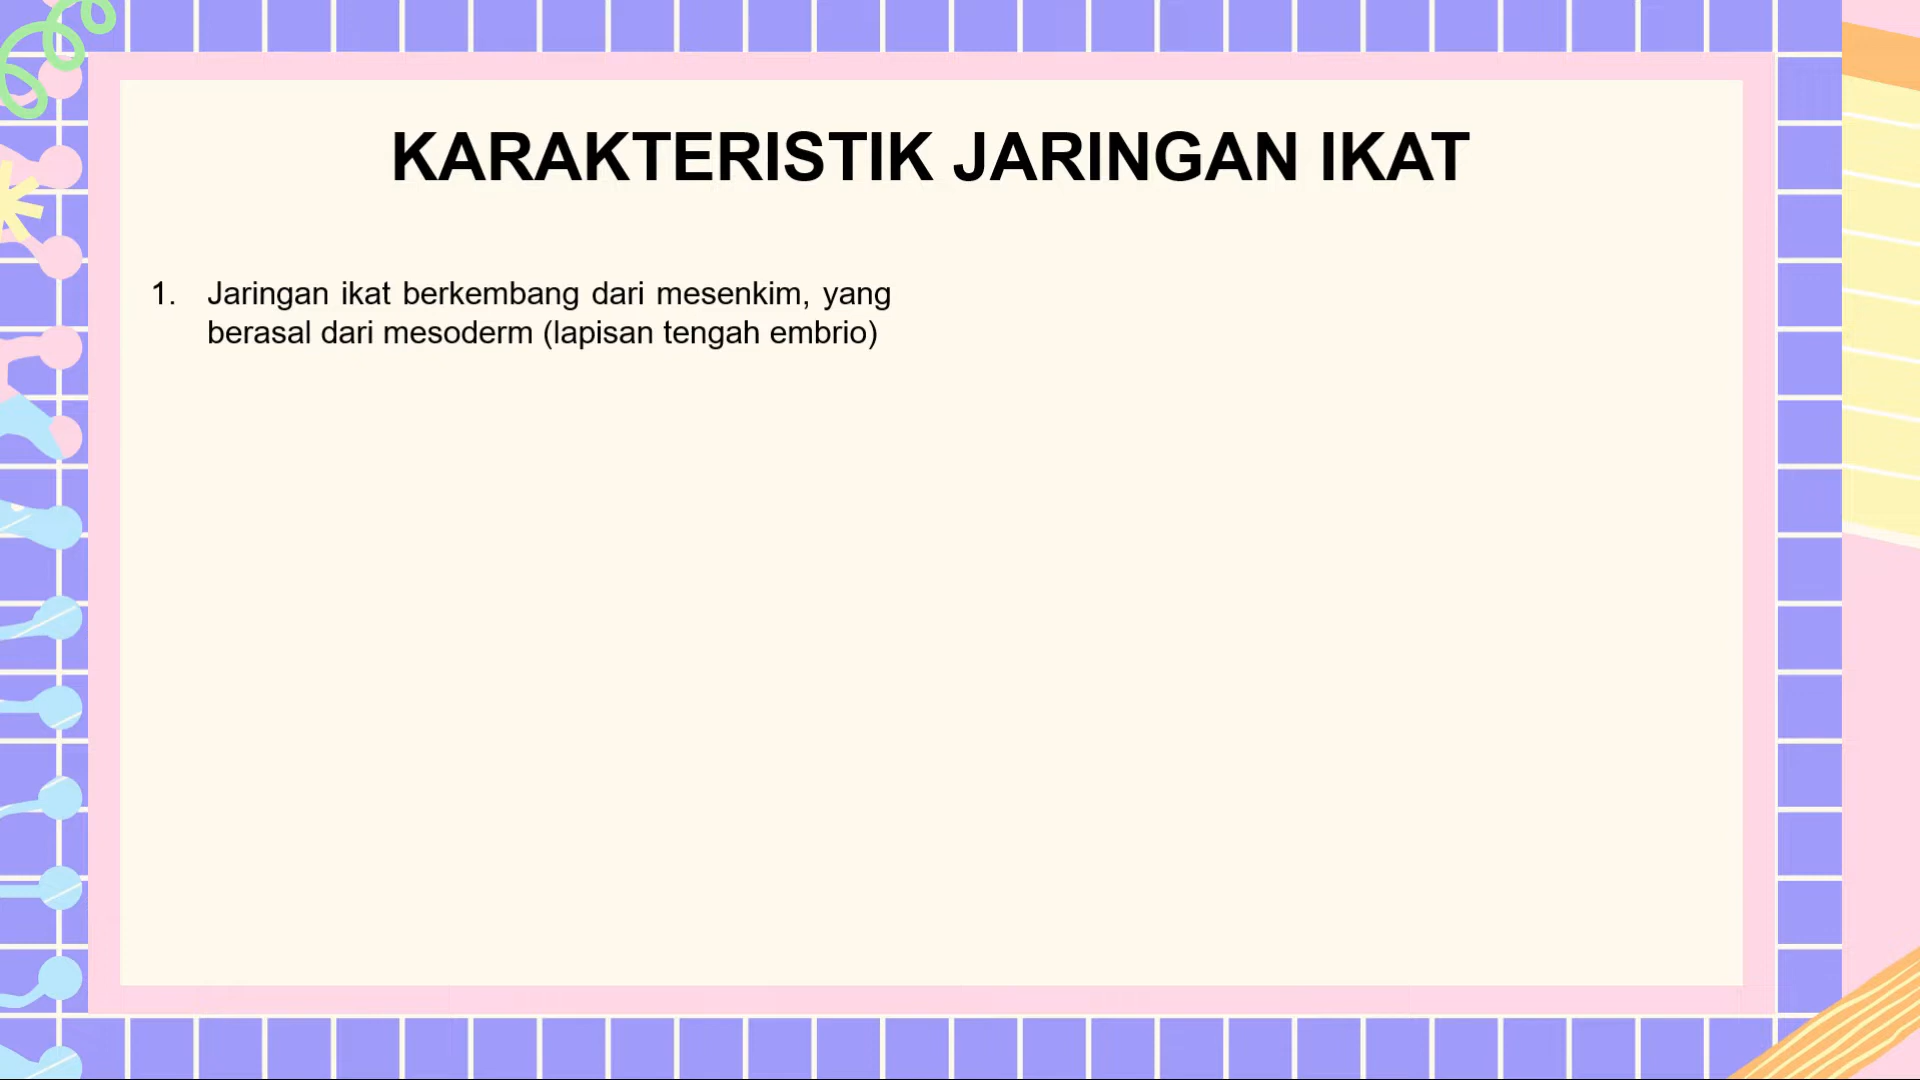 KARAKTERISTIK JARINGAN IKAT
1. Jaringan ikat berkembang dari mesenkim, yang
berasal dari mesoderm (lapisan tengah embrio)